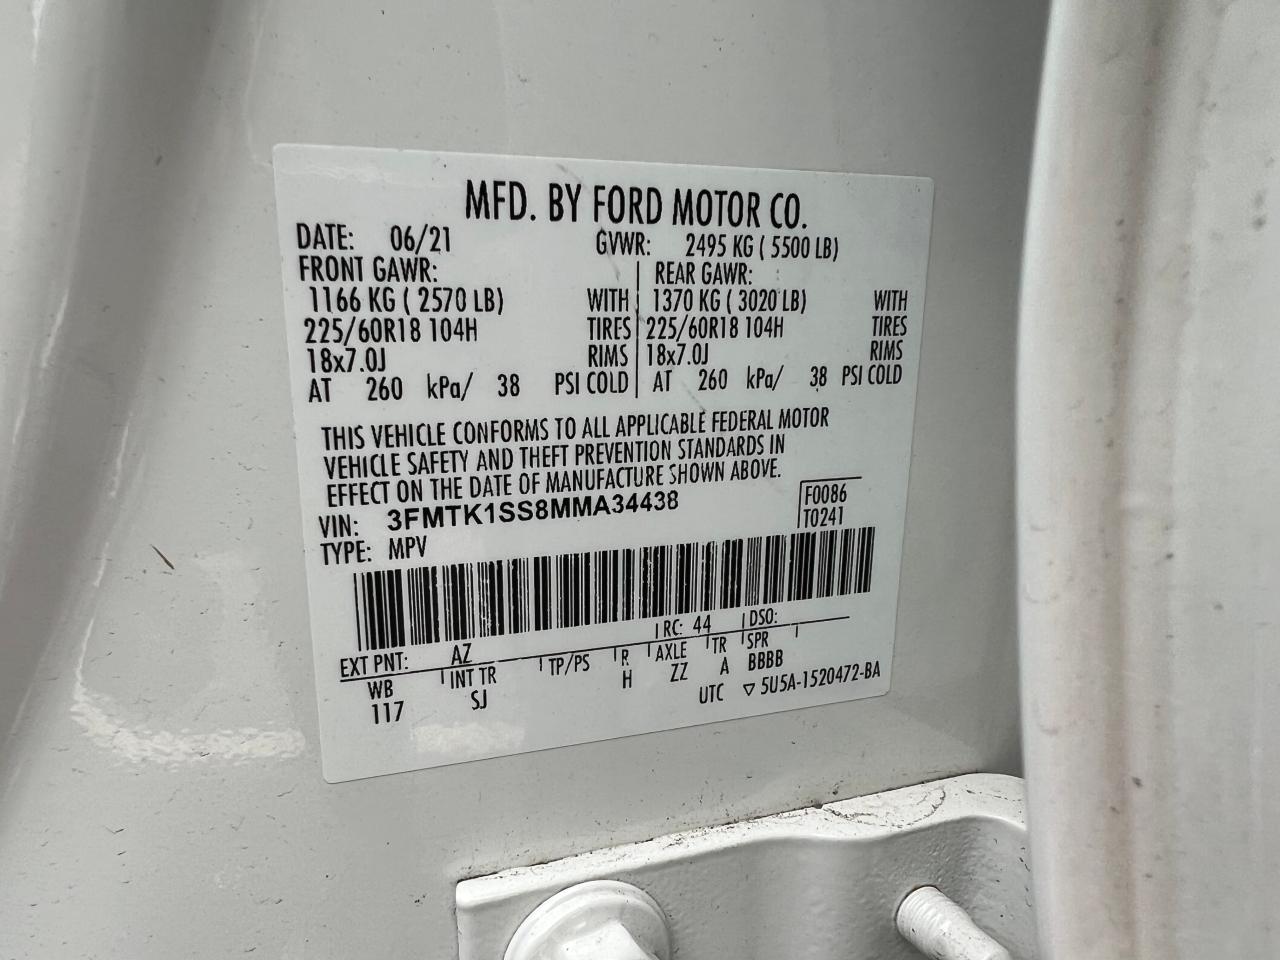 MFD. BY FORD MOTOR CO.
DATE: 06/21 GVWR: 2495 KG ( 5500 LB)
FRONT GAWR: REAR GAWR:
1166 KG ( 2570 LB) WITH 1370 KG ( 3020 LB) WITH
225/60R18 104H TIRES 225/60R18 104H TIRES
18x7.0J RIMS 18x7.0J RIMS
AT 260 kPa/ 38 PSI COLD AT 260 kPa/ 38 PSI COLD
THIS VEHICLE CONFORMS TO ALL APPLICABLE FEDERAL MOTOR
VEHICLE SAFETY AND THEFT PREVENTION STANDARDS IN
EFFECT ON THE DATE OF MANUFACTURE SHOWN ABOVE.
VIN: 3FMTK1SS8MMA34438 F0086
TYPE: MPV T0241
EXT PNT: AZ RC: 44 DSO:
WB INT TR TP/PS R AXLE TR SPR
117 SJ H ZZ A BBBB
UTC ▽ 5U5A-1520472-BA